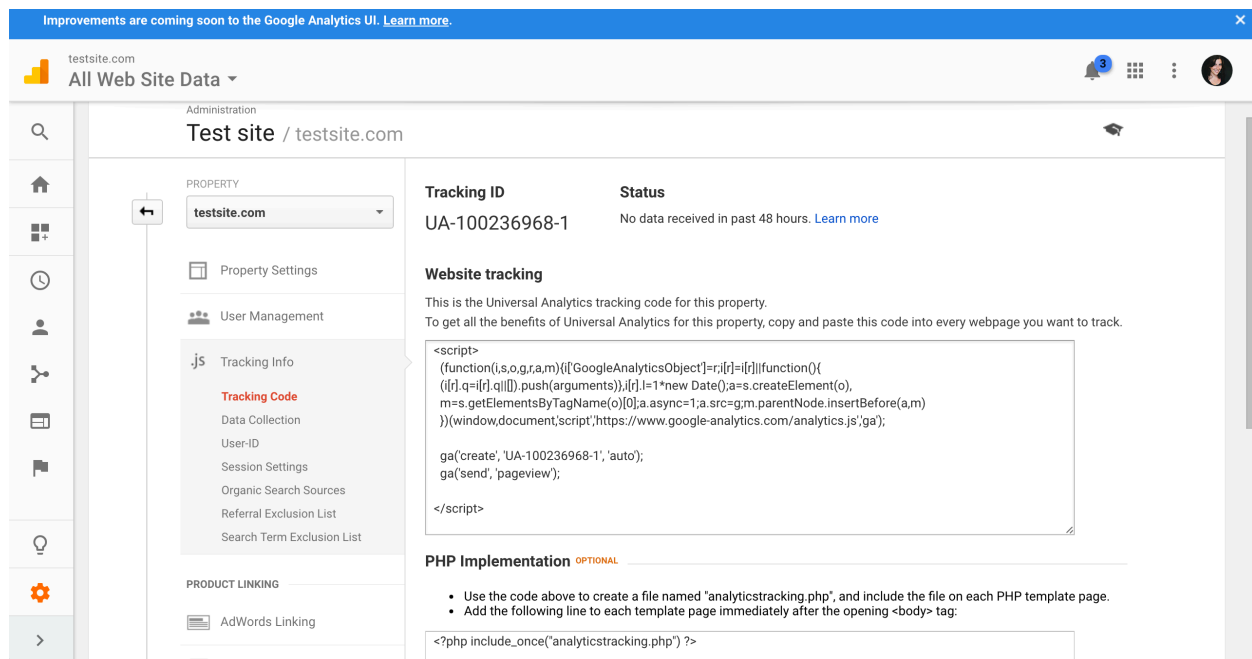 Improvements are coming soon to the Google Analytics UI. Learn more.
testsite.com
All Web Site Data
3
Administration
Test site / testsite.com
PROPERTY
testsite.com
Property Settings
User Management
.js Tracking Info
Tracking Code
Data Collection
User-ID
Session Settings
Organic Search Sources
Referral Exclusion List
Search Term Exclusion List
PRODUCT LINKING
AdWords Linking
Tracking ID
UA-100236968-1
Status
No data received in past 48 hours. Learn more
Website tracking
This is the Universal Analytics tracking code for this property.
To get all the benefits of Universal Analytics for this property, copy and paste this code into every webpage you want to track.
<script>
(function(i,s,o,g,r,a,m){i['GoogleAnalyticsObject']=r;i[r]=i[r]||function(){
(i[r].q=i[r].q||[]).push(arguments)},i[r].l=1*new Date();a=s.createElement(o),
m=s.getElementsByTagName(o)[0];a.async=1;a.src=g;m.parentNode.insertBefore(a,m)
})(window,document,'script','https://www.google-analytics.com/analytics.js','ga');
ga('create', 'UA-100236968-1', 'auto');
ga('send', 'pageview');
</script>
PHP Implementation OPTIONAL
• Use the code above to create a file named "analyticstracking.php", and include the file on each PHP template page.
• Add the following line to each template page immediately after the opening <body> tag:
<?php include_once("analyticstracking.php") ?>